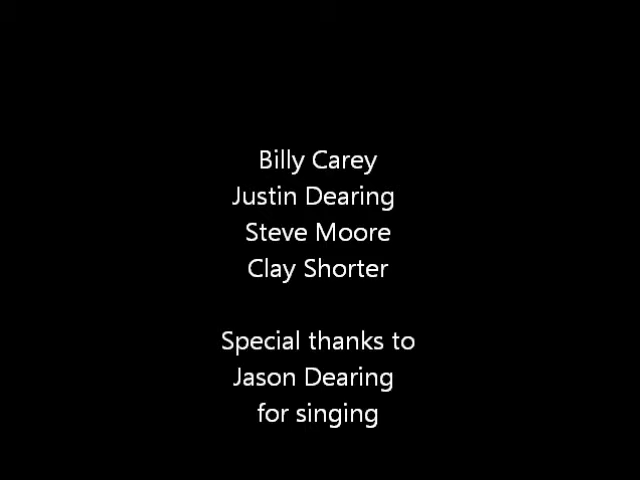 Billy Carey
Justin Dearing
Steve Moore
Clay Shorter
Special thanks to
Jason Dearing
for singing